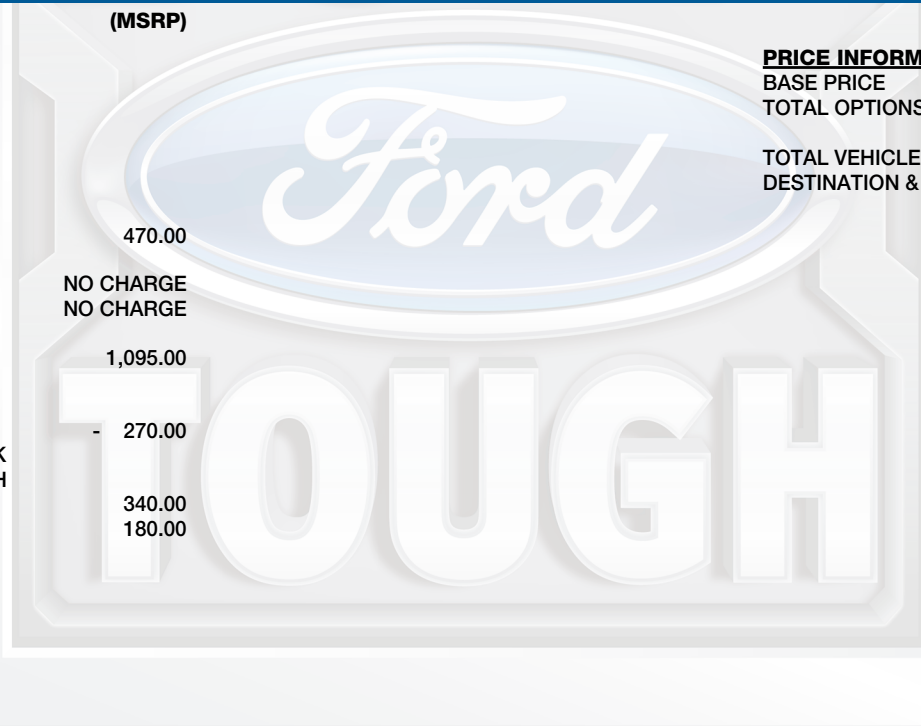 (MSRP)
PRICE INFORM
BASE PRICE
TOTAL OPTIONS
TOTAL VEHICLE
DESTINATION &
Ford
470.00
NO CHARGE
NO CHARGE
1,095.00
TOUGH
- 270.00
K
H
340.00
180.00